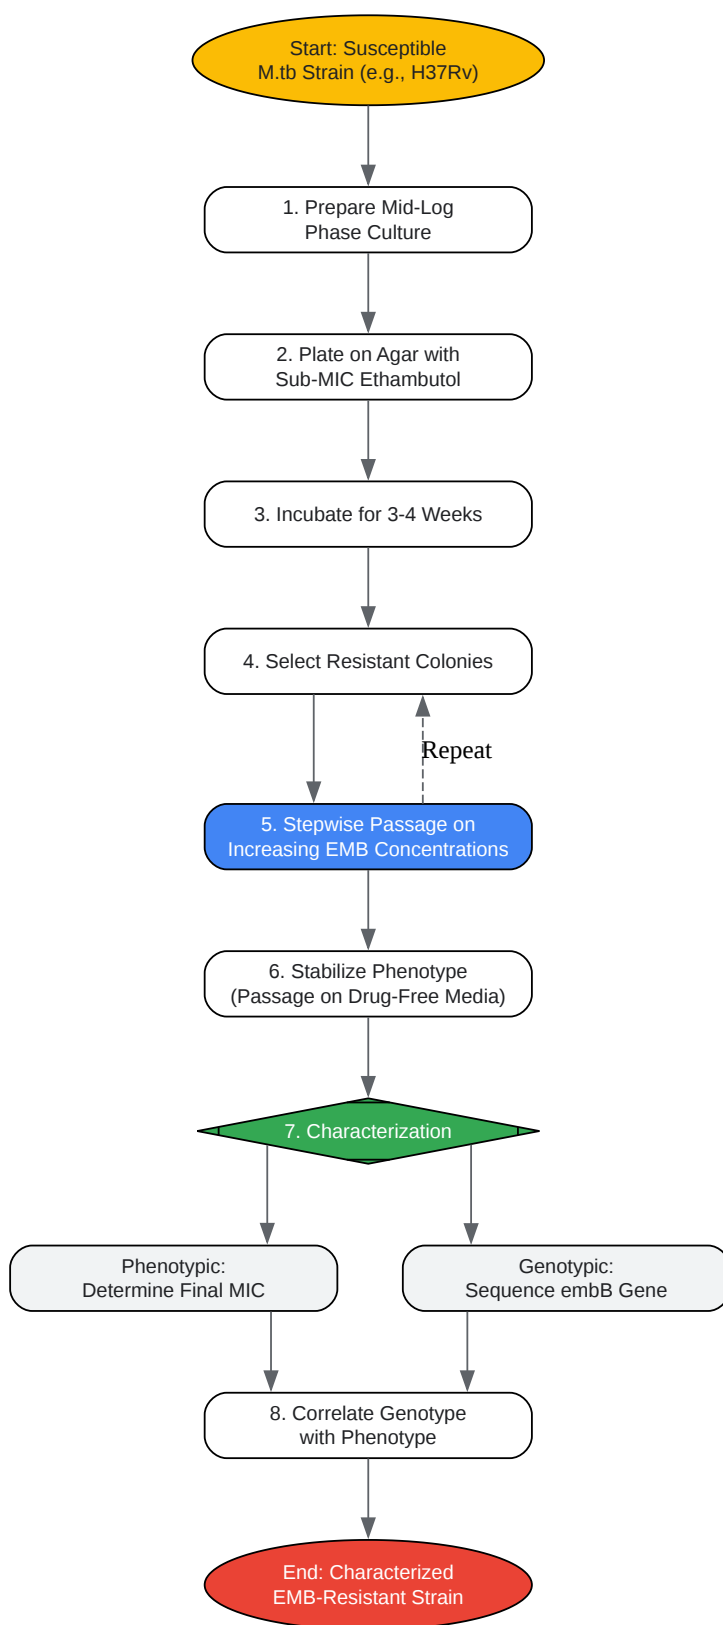 Start: Susceptible
M.tb Strain (e.g., H37Rv)
1. Prepare Mid-Log
Phase Culture
2. Plate on Agar with
Sub-MIC Ethambutol
3. Incubate for 3-4 Weeks
4. Select Resistant Colonies
Repeat
5. Stepwise Passage on
Increasing EMB Concentrations
6. Stabilize Phenotype
(Passage on Drug-Free Media)
7. Characterization
Phenotypic:
Determine Final MIC
Genotypic:
Sequence embB Gene
8. Correlate Genotype
with Phenotype
End: Characterized
EMB-Resistant Strain